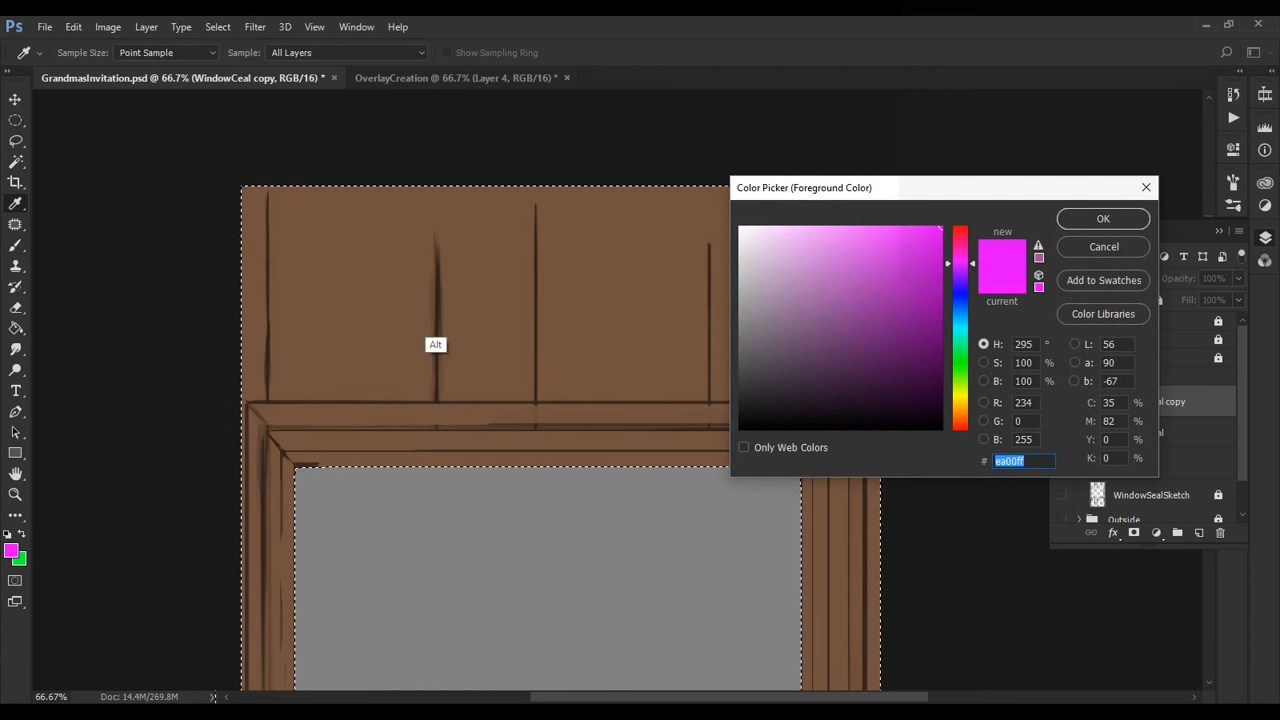 Ps File Edit Image Layer Type Select Filter 3D View Window Help
Sample Size: Point Sample Sample: All Layers Show Sampling Ring
GrandmasInvitation.psd @ 66.7% (WindowCeal copy, RGB/16) * × OverlayCreation @ 66.7% (Layer 4, RGB/16) * ×
Color Picker (Foreground Color)
new
current
OK
Cancel
Add to Swatches
Color Libraries
H: 295 °
S: 100 %
B: 100 %
R: 234
G: 0
B: 255
# ea00ff
L: 56
a: 90
b: -67
C: 35 %
M: 82 %
Y: 0 %
K: 0 %
Only Web Colors
Alt
Opacity: 100%
Fill: 100%
al copy
al
WindowSealSketch
Outside
fx
66.67% Doc: 14.4M/269.8M